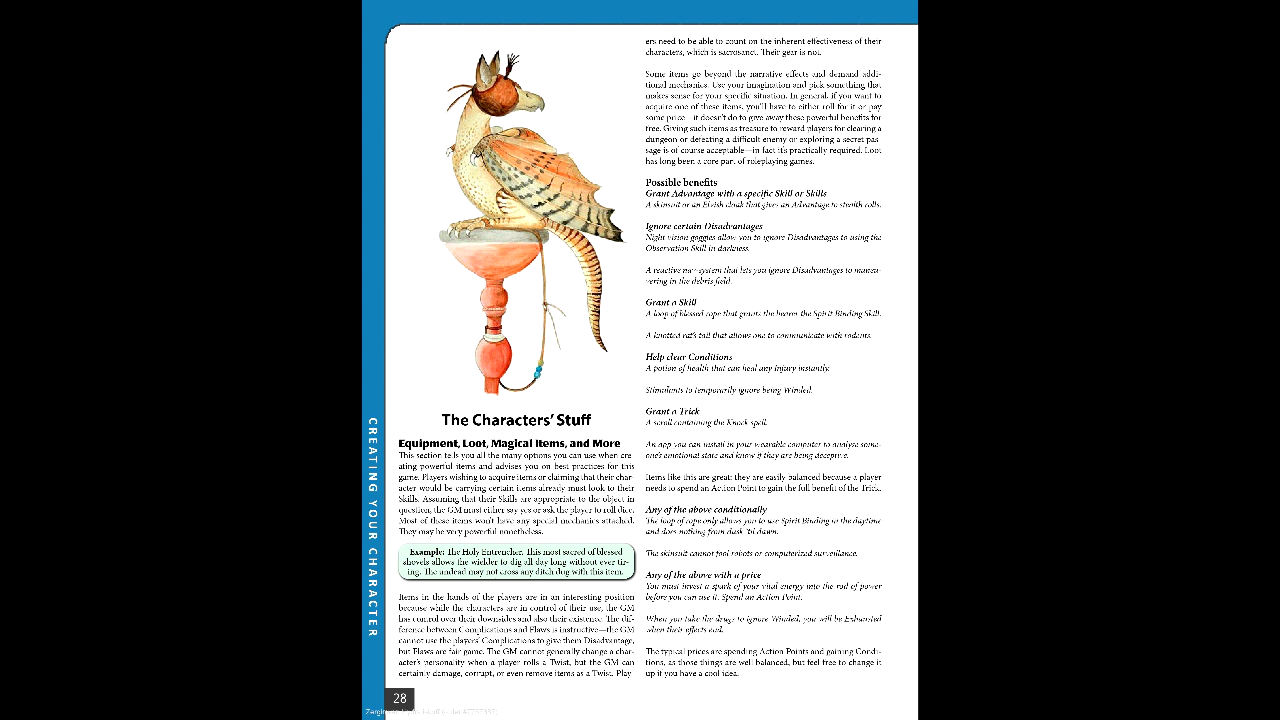 The Characters' Stuff
Equipment, Loot, Magical Items, and More
This section tells you all the many options you can use when cre-
ating powerful items and advises you on best practices for this
game. Players wishing to acquire items or claiming that their char-
acter would be carrying certain items already must look to their
Skills. Assuming that their Skills are appropriate to the object in
question, the GM must either say yes or ask the player to roll dice.
Most of these items won't have any special mechanics attached.
They may be very powerful nonetheless.
Example: The Holy Entrencher. This most sacred of blessed
shovels allows the wielder to dig all day long without ever tir-
ing. The undead may not cross any ditch dug with this item.
Items in the hands of the players are in an interesting position
because while the characters are in control of their use, the GM
has control over their downsides and also their existence. The dif-
ference between Complications and Flaws is instructive—the GM
cannot use the players' Complications to give them Disadvantage,
but Flaws are fair game. The GM cannot generally change a char-
acter's personality when a player rolls a Twist, but the GM can
certainly damage, corrupt, or even remove items as a Twist. Play-
ers need to be able to count on the inherent effectiveness of their
characters, which is sacrosanct. Their gear is not.
Some items go beyond the narrative effects and demand addi-
tional mechanics. Use your imagination and pick something that
makes sense for your specific situation. In general, if you want to
acquire one of these items, you'll have to either roll for it or pay
some price—it doesn't do to give away these powerful benefits for
free. Giving such items as treasure to reward players for clearing a
dungeon or defeating a difficult enemy or exploring a secret pas-
sage is of course acceptable—in fact it's practically required. Loot
has long been a core part of roleplaying games.
Possible benefits
Grant Advantage with a specific Skill or Skills
A skinsuit or an Elvish cloak that gives an Advantage to stealth rolls.
Ignore certain Disadvantages
Night vision goggles allow you to ignore Disadvantages to using the
Observation Skill in darkness.
A reactive nav-system that lets you ignore Disadvantages to maneu-
vering in the debris field.
Grant a Skill
A loop of blessed rope that grants the bearer the Spirit Binding Skill.
A knotted rat's tail that allows one to communicate with rodents.
Help clear Conditions
A potion of health that can heal any Injury instantly.
Stimulants to temporarily ignore being Winded.
Grant a Trick
A scroll containing the Knock spell.
An app you can install in your wearable computer to analyse some-
one's emotional state and know if they are being deceptive.
Items like this are great; they are easily balanced because a player
needs to spend an Action Point to gain the full benefit of the Trick.
Any of the above conditionally
The loop of rope only allows you to use Spirit Binding in the daytime
and does nothing from dusk 'til dawn.
The skinsuit cannot fool robots or computerized surveillance.
Any of the above with a price
You must invest a spark of your vital energy into the rod of power
before you can use it. Spend an Action Point.
When you take the drugs to ignore Winded, you will be Exhausted
when their effects end.
The typical prices are spending Action Points and gaining Condi-
tions, as those things are well balanced, but feel free to change it
up if you have a cool idea.
CREATING YOUR CHARACTER
28